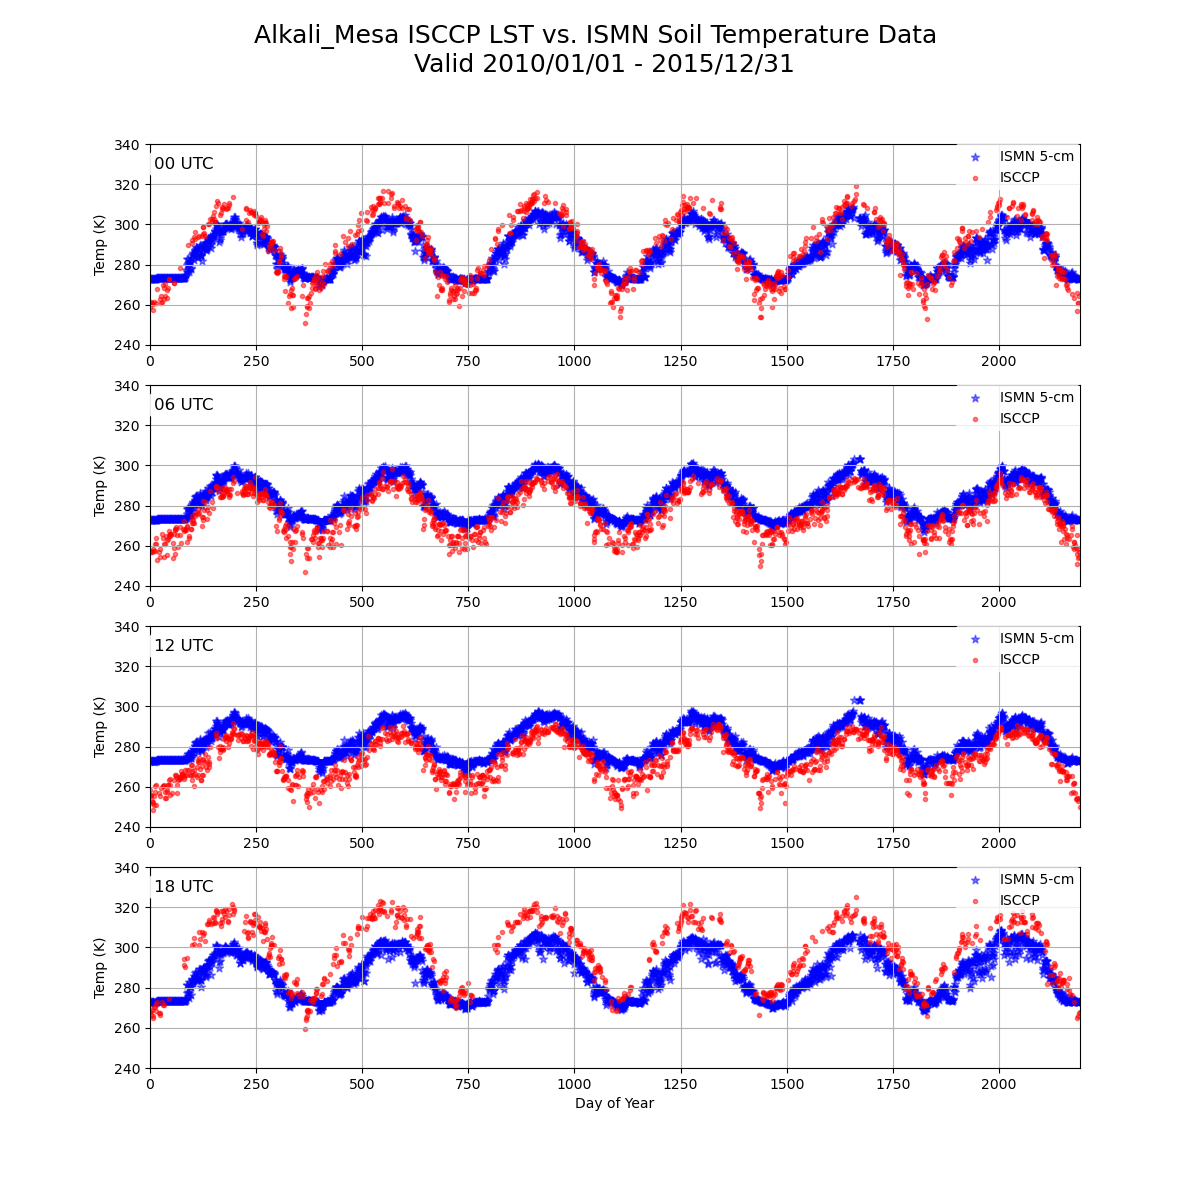 Alkali_Mesa ISCCP LST vs. ISMN Soil Temperature Data
Valid 2010/01/01 - 2015/12/31
340
320
300
280
260
240
Temp (K)
00 UTC
ISMN 5-cm
ISCCP
0 250 500 750 1000 1250 1500 1750 2000
340
320
300
280
260
240
Temp (K)
06 UTC
ISMN 5-cm
ISCCP
0 250 500 750 1000 1250 1500 1750 2000
340
320
300
280
260
240
Temp (K)
12 UTC
ISMN 5-cm
ISCCP
0 250 500 750 1000 1250 1500 1750 2000
340
320
300
280
260
240
Temp (K)
18 UTC
ISMN 5-cm
ISCCP
0 250 500 750 1000 1250 1500 1750 2000
Day of Year